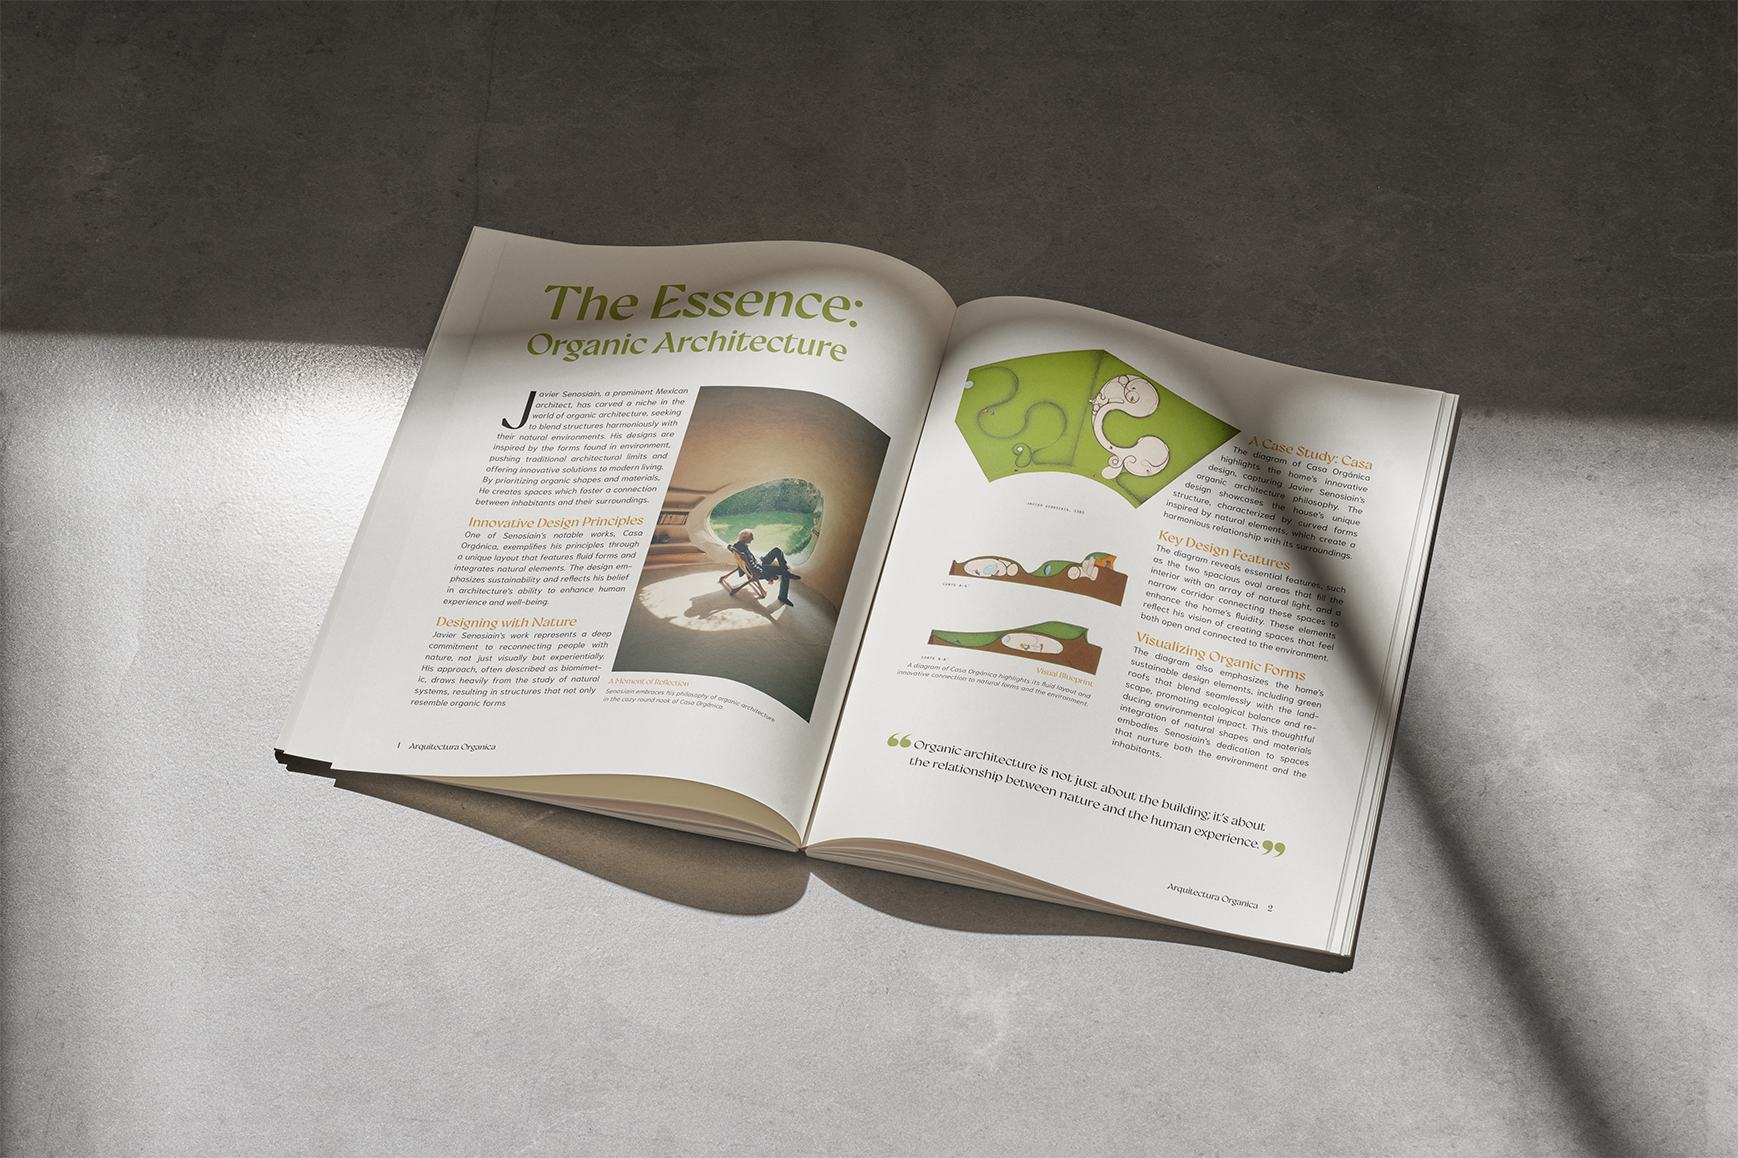 The Essence:
Organic Architecture
Javier Senosiain, a prominent Mexican
architect, has carved a niche in the
world of organic architecture, seeking
to blend structures harmoniously with
their natural environments. His designs are
inspired by the forms found in environment,
pushing traditional architectural limits and
offering innovative solutions to modern living.
By prioritizing organic shapes and materials,
He creates spaces which foster a connection
between inhabitants and their surroundings.
Innovative Design Principles
One of Senosiain's notable works, Casa
Orgánica, exemplifies his principles through
a unique layout that features fluid forms and
integrates natural elements. The design em-
phasizes sustainability and reflects his belief
in architecture's ability to enhance human
experience and well-being.
Designing with Nature
Javier Senosiain's work represents a deep
commitment to reconnecting people with
nature, not just visually but experientially.
His approach, often described as biomimet-
ic, draws heavily from the study of natural
systems, resulting in structures that not only
resemble organic forms
A Moment of Reflection
Senosiain embraces his philosophy of organic architecture
in the cozy round nook of Casa Orgánica.
1 Arquitectura Organica
JAVIER SENOSIAIN, 1985
CORTE A-A'
CORTE B-B'
Visual Blueprint
A diagram of Casa Orgánica highlights its fluid layout and
innovative connection to natural forms and the environment.
A Case Study: Casa
The diagram of Casa Orgánica
highlights the home's innovative
design, capturing Javier Senosiain's
organic architecture philosophy. The
design showcases the house's unique
structure, characterized by curved forms
inspired by natural elements, which create a
harmonious relationship with its surroundings.
Key Design Features
The diagram reveals essential features, such
as the two spacious oval areas that fill the
interior with an array of natural light, and a
narrow corridor connecting these spaces to
enhance the home's fluidity. These elements
reflect his vision of creating spaces that feel
both open and connected to the environment.
Visualizing Organic Forms
The diagram also emphasizes the home's
sustainable design elements, including green
roofs that blend seamlessly with the land-
scape, promoting ecological balance and re-
ducing environmental impact. This thoughtful
integration of natural shapes and materials
embodies Senosiain's dedication to spaces
that nurture both the environment and the
inhabitants.
“Organic architecture is not just about the building; it's about
the relationship between nature and the human experience.”
Arquitectura Organica 2